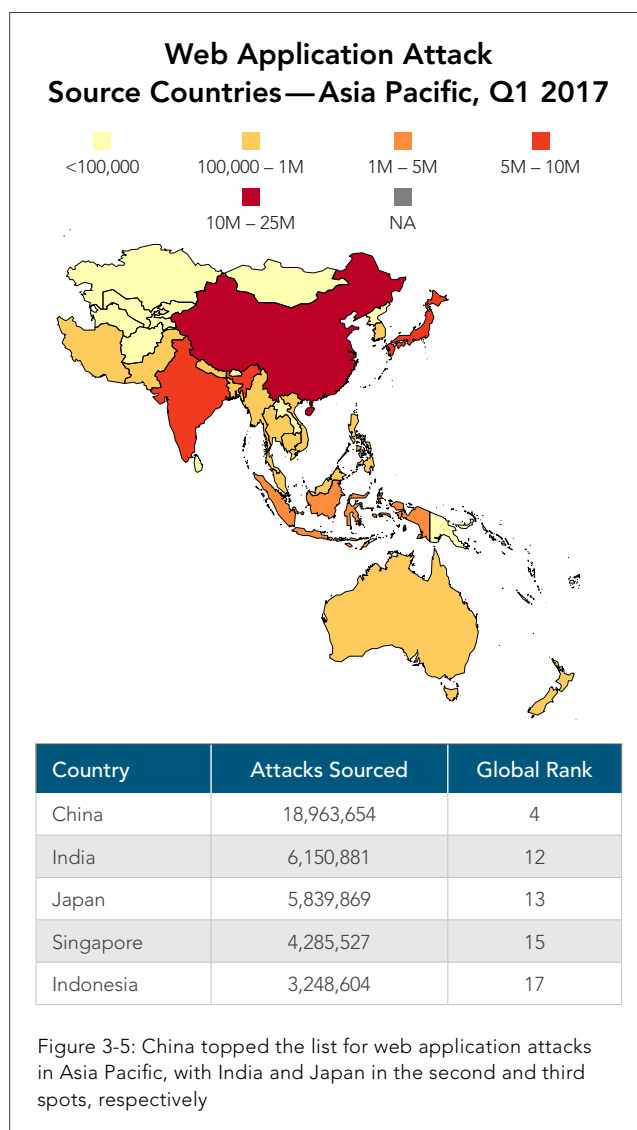 Web Application Attack
Source Countries — Asia Pacific, Q1 2017
<100,000 100,000 – 1M 1M – 5M 5M – 10M
10M – 25M NA
Country Attacks Sourced Global Rank
China 18,963,654 4
India 6,150,881 12
Japan 5,839,869 13
Singapore 4,285,527 15
Indonesia 3,248,604 17
Figure 3-5: China topped the list for web application attacks
in Asia Pacific, with India and Japan in the second and third
spots, respectively